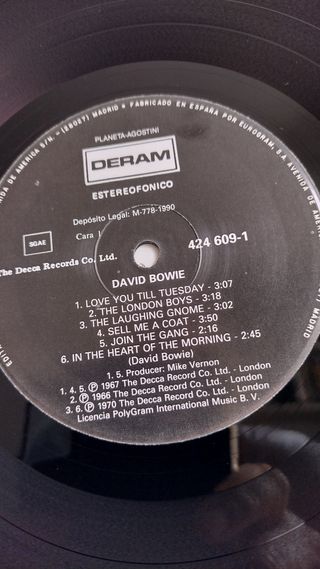 NIDA DE AMERICA S/N. - (28027) MADRID • FABRICADO EN ESPAÑA POR EUROGRAM, S.A. AVENIDA DE AMERICA
PLANETA-AGOSTINI
DERAM
ESTEREOFONICO
Depósito Legal: M-778-1990
SGAE
Cara 1
424 609-1
The Decca Records Co. Ltd.
DAVID BOWIE
1. LOVE YOU TILL TUESDAY - 3:07
2. THE LONDON BOYS - 3:18
3. THE LAUGHING GNOME - 3:02
4. SELL ME A COAT - 3:50
5. JOIN THE GANG - 2:16
6. IN THE HEART OF THE MORNING - 2:45
(David Bowie)
1. 5. Producer: Mike Vernon
1. 4. 5. Ⓟ 1967 The Decca Record Co. Ltd. - London
2. Ⓟ 1966 The Decca Record Co. Ltd. - London
3. 6. Ⓟ 1970 The Decca Record Co. Ltd. - London
Licencia PolyGram International Music B. V.
EDITA